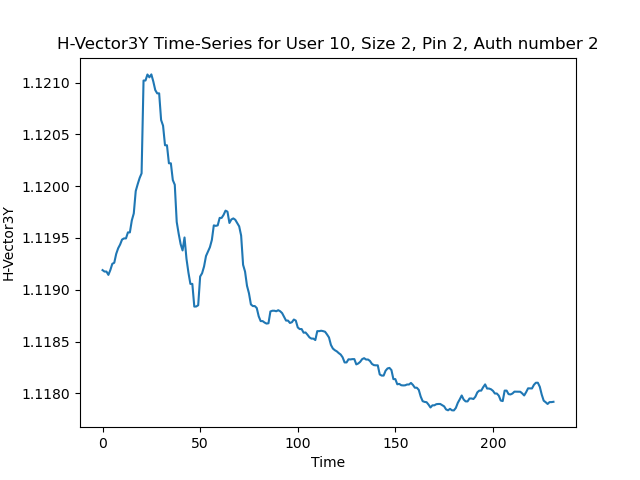 H-Vector3Y Time-Series for User 10, Size 2, Pin 2, Auth number 2
1.1210
1.1205
1.1200
1.1195
1.1190
1.1185
1.1180
H-Vector3Y
0 50 100 150 200
Time